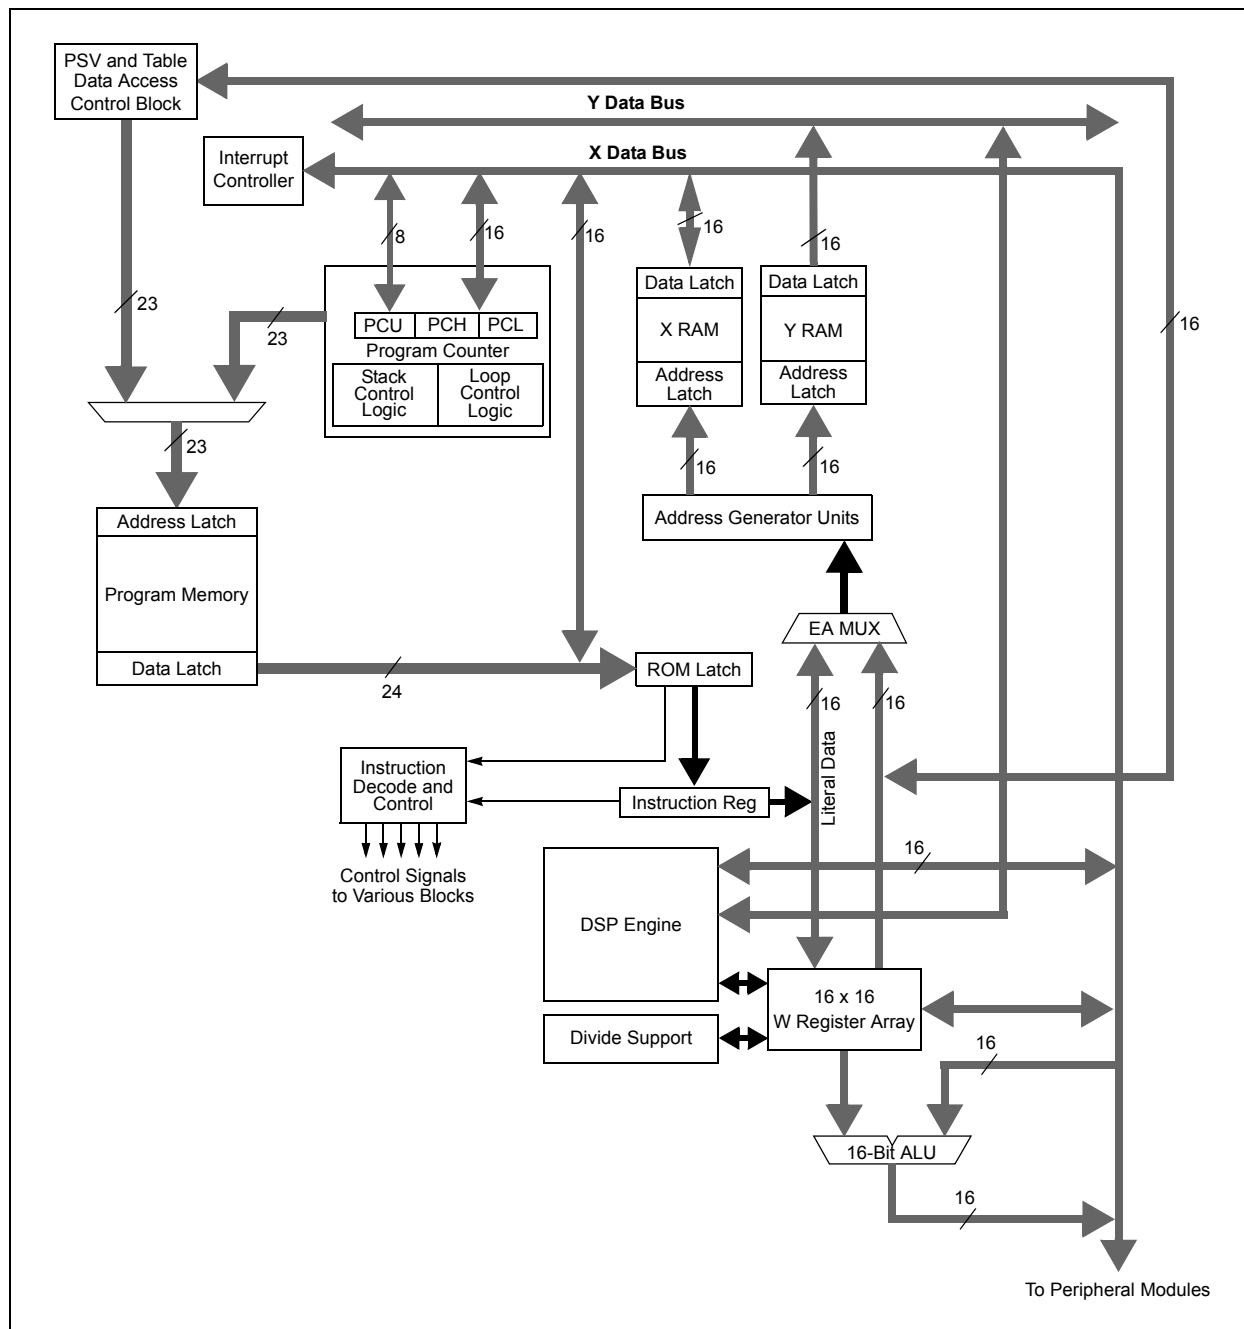 PSV and Table
Data Access
Control Block
Y Data Bus
X Data Bus
Interrupt
Controller
8
16
16
16
16
23
23
16
PCU
PCH
PCL
Program Counter
Stack
Control
Logic
Loop
Control
Logic
Data Latch
X RAM
Address
Latch
Data Latch
Y RAM
Address
Latch
23
16
16
Address Latch
Program Memory
Data Latch
24
Address Generator Units
EA MUX
ROM Latch
16
16
Literal Data
Instruction
Decode and
Control
Instruction Reg
Control Signals
to Various Blocks
16
DSP Engine
16 x 16
W Register Array
Divide Support
16
16-Bit ALU
16
To Peripheral Modules